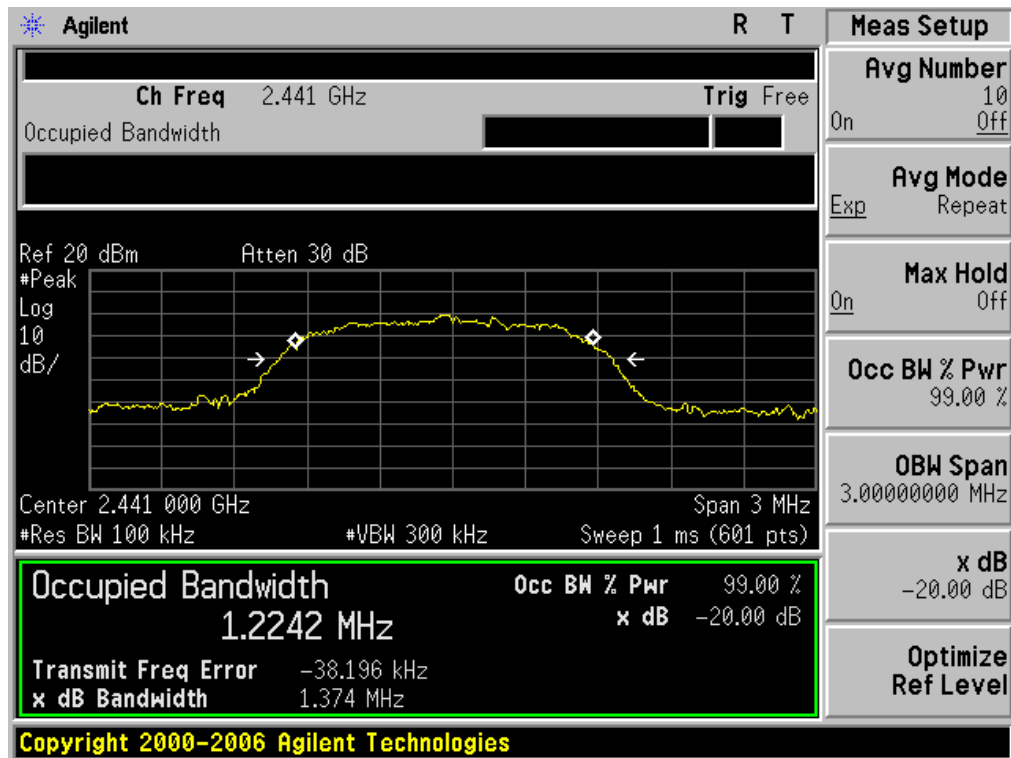 Agilent R T
Ch Freq 2.441 GHz Trig Free
Occupied Bandwidth
Ref 20 dBm Atten 30 dB
#Peak
Log
10
dB/
Center 2.441 000 GHz Span 3 MHz
#Res BW 100 kHz #VBW 300 kHz Sweep 1 ms (601 pts)
Occupied Bandwidth Occ BW % Pwr 99.00 %
1.2242 MHz x dB -20.00 dB
Transmit Freq Error -38.196 kHz
x dB Bandwidth 1.374 MHz
Copyright 2000-2006 Agilent Technologies
Meas Setup
Avg Number
10
On Off
Avg Mode
Exp Repeat
Max Hold
On Off
Occ BW % Pwr
99.00 %
OBW Span
3.00000000 MHz
x dB
-20.00 dB
Optimize
Ref Level